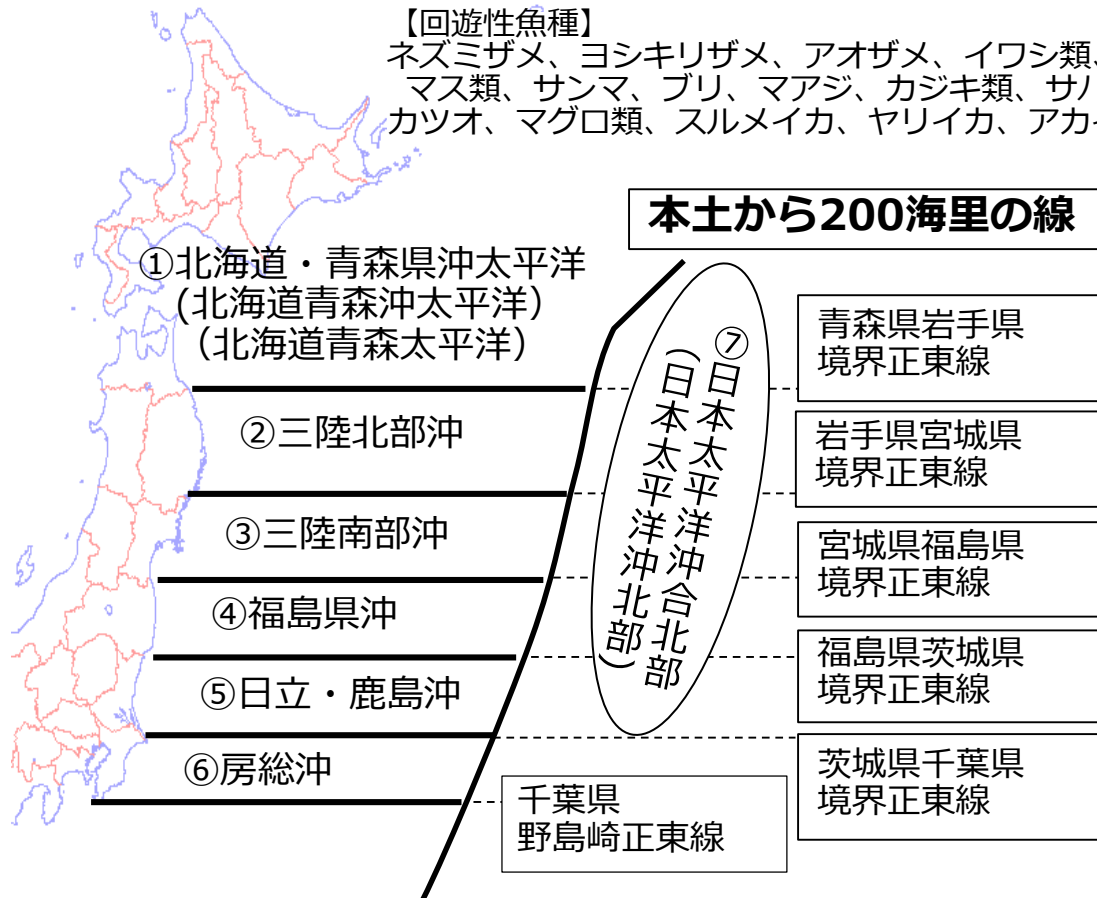 【回遊性魚種】
ネズミザメ、ヨシキリザメ、アオザメ、イワシ類、
マス類、サンマ、ブリ、マアジ、カジキ類、サバ
カツオ、マグロ類、スルメイカ、ヤリイカ、アカイ
本土から200海里の線
①北海道・青森県沖太平洋
(北海道青森沖太平洋)
(北海道青森太平洋)
②三陸北部沖
③三陸南部沖
④福島県沖
⑤日立・鹿島沖
⑥房総沖
⑦日本太平洋沖合北部
(日本太平洋沖北部)
青森県岩手県
境界正東線
岩手県宮城県
境界正東線
宮城県福島県
境界正東線
福島県茨城県
境界正東線
茨城県千葉県
境界正東線
千葉県
野島崎正東線